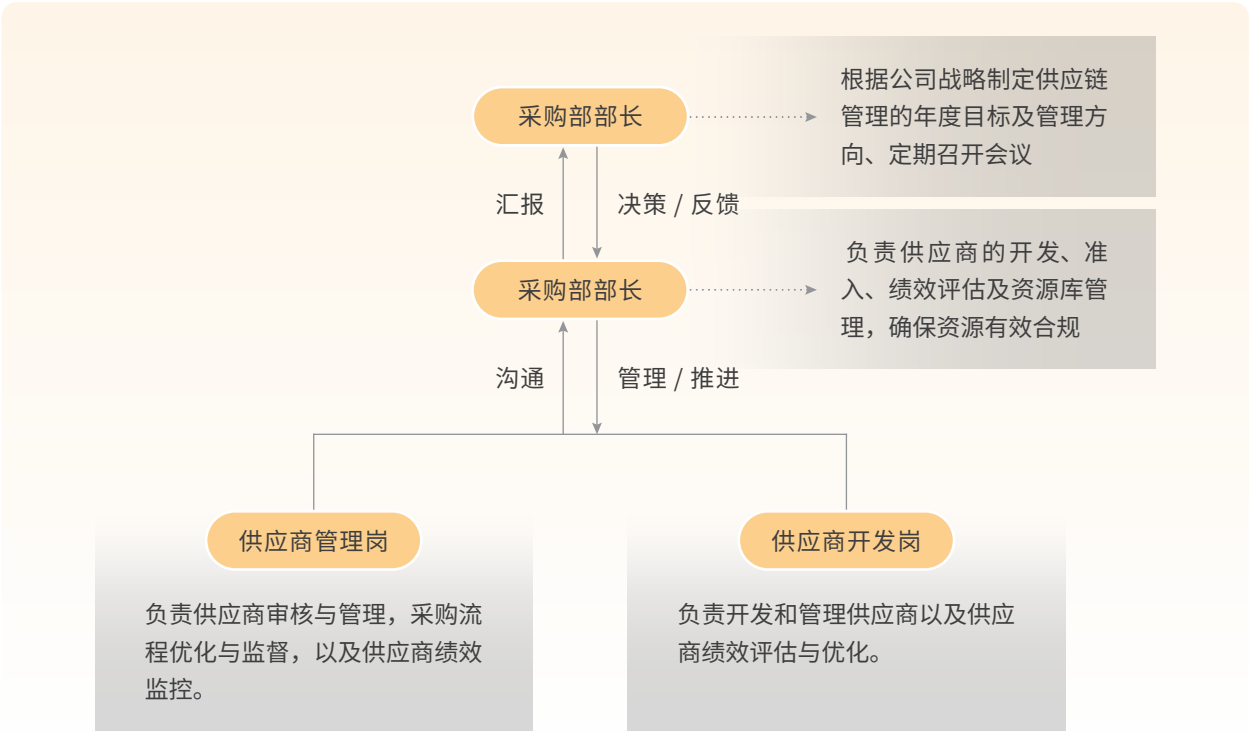 采购部部长
根据公司战略制定供应链
管理的年度目标及管理方
向、定期召开会议
汇报
决策 / 反馈
采购部部长
负责供应商的开发、准
入、绩效评估及资源库管
理，确保资源有效合规
沟通
管理 / 推进
供应商管理岗
负责供应商审核与管理，采购流
程优化与监督，以及供应商绩效
监控。
供应商开发岗
负责开发和管理供应商以及供应
商绩效评估与优化。